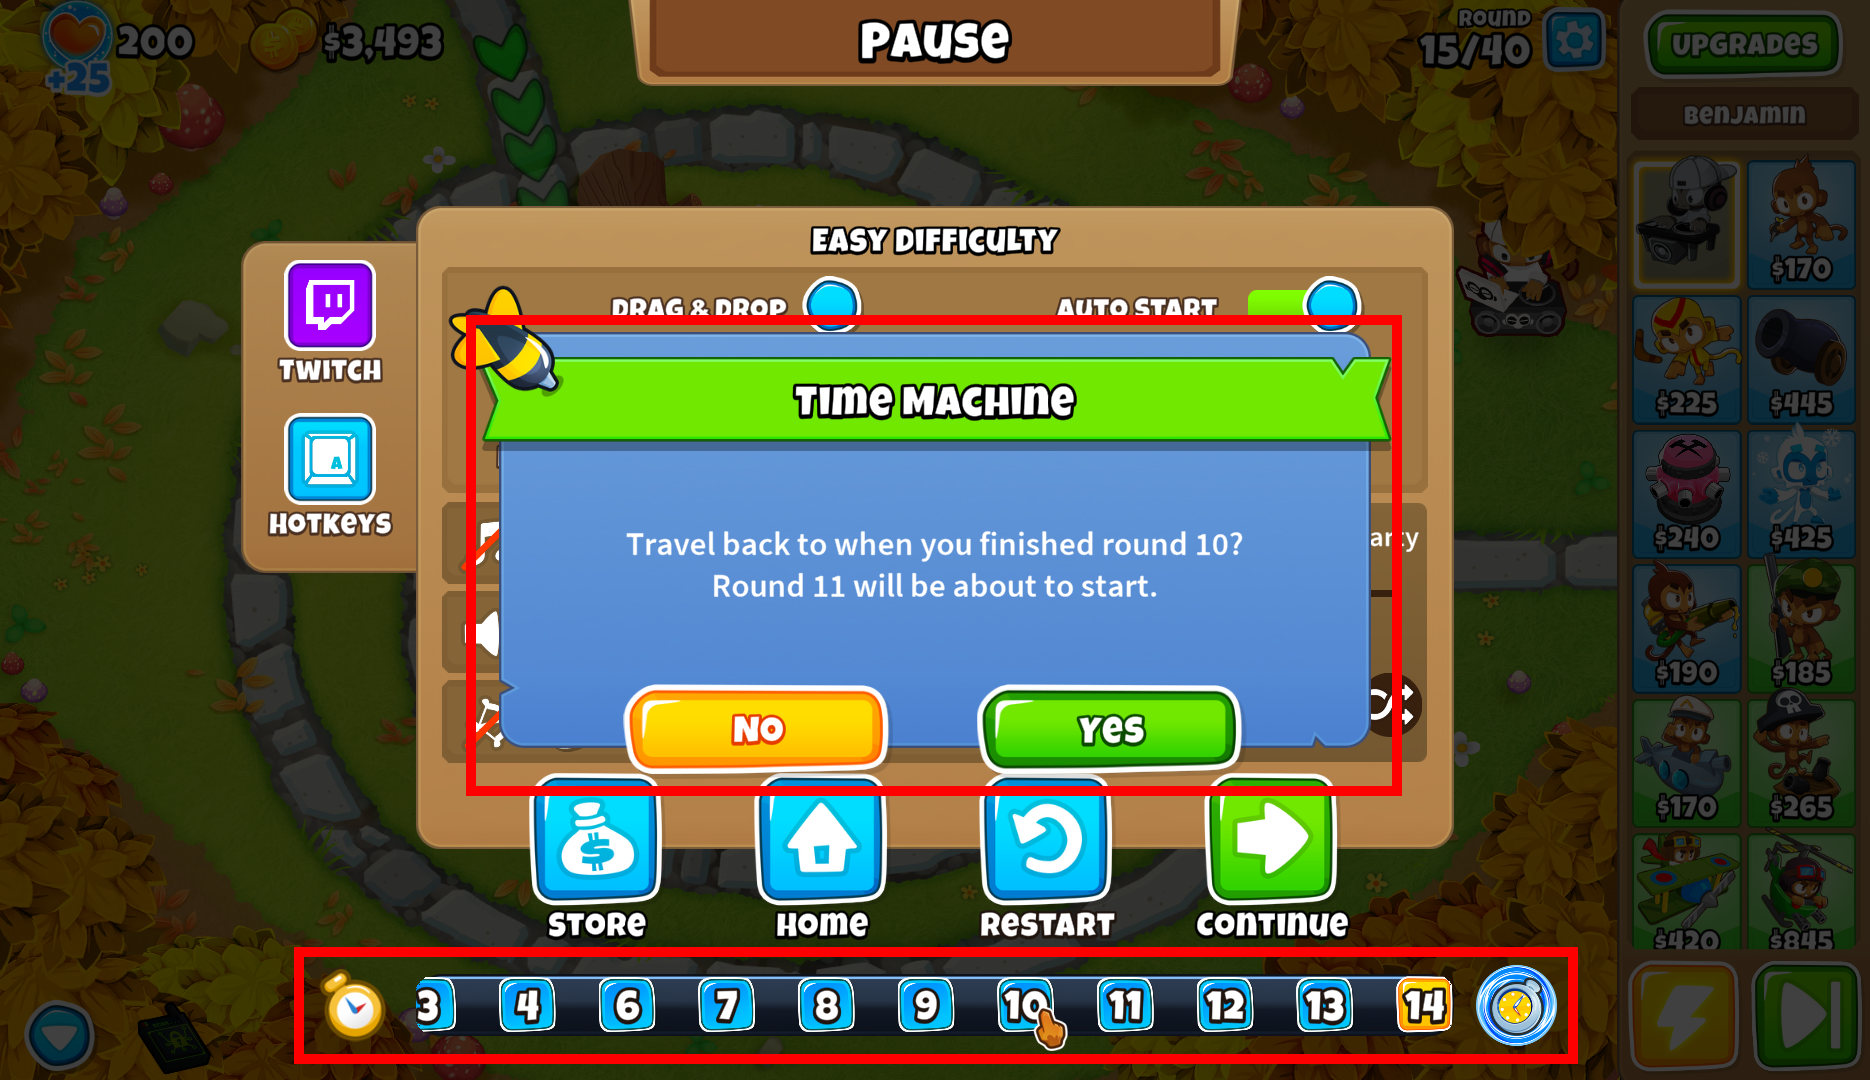 200
+25
$3,493
PAUSE
ROUND
15/40
UPGRADES
BENJAMIN
EASY DIFFICULTY
DRAG & DROP
AUTO START
TWITCH
A
HOTKEYS
TIME MACHINE
Travel back to when you finished round 10?
Round 11 will be about to start.
NO
YES
STORE
HOME
RESTART
CONTINUE
3 4 6 7 8 9 10 11 12 13 14
$170
$225
$445
$240
$425
$190
$185
$170
$265
$420
$845